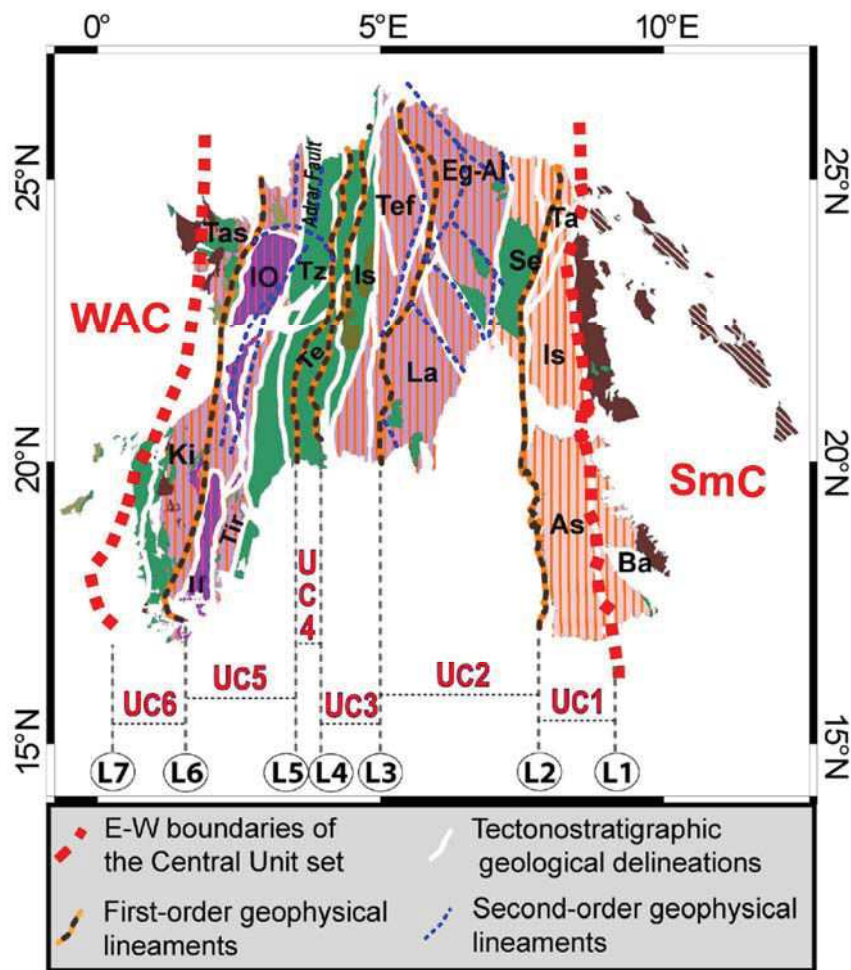 0° 5°E 10°E
25°N
25°N
Adrar Fault
Eg-Al
Tas
Tef
Ta
IO
Tz
Is
Se
WAC
Te
Is
La
20°N
20°N
Ki
SmC
Tir
As
Ba
II
UC4
UC6
UC5
UC3
UC2
UC1
15°N
15°N
L7 L6 L5 L4 L3 L2 L1
E-W boundaries of
the Central Unit set
Tectonostratigraphic
geological delineations
First-order geophysical
lineaments
Second-order geophysical
lineaments